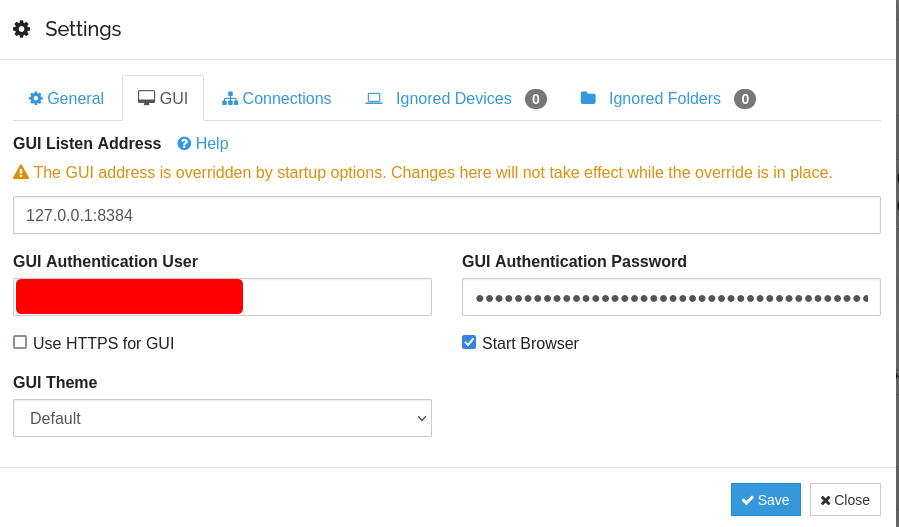 Settings
General GUI Connections Ignored Devices 0 Ignored Folders 0
GUI Listen Address Help
The GUI address is overridden by startup options. Changes here will not take effect while the override is in place.
127.0.0.1:8384
GUI Authentication User GUI Authentication Password
Use HTTPS for GUI Start Browser
GUI Theme
Default
Save Close